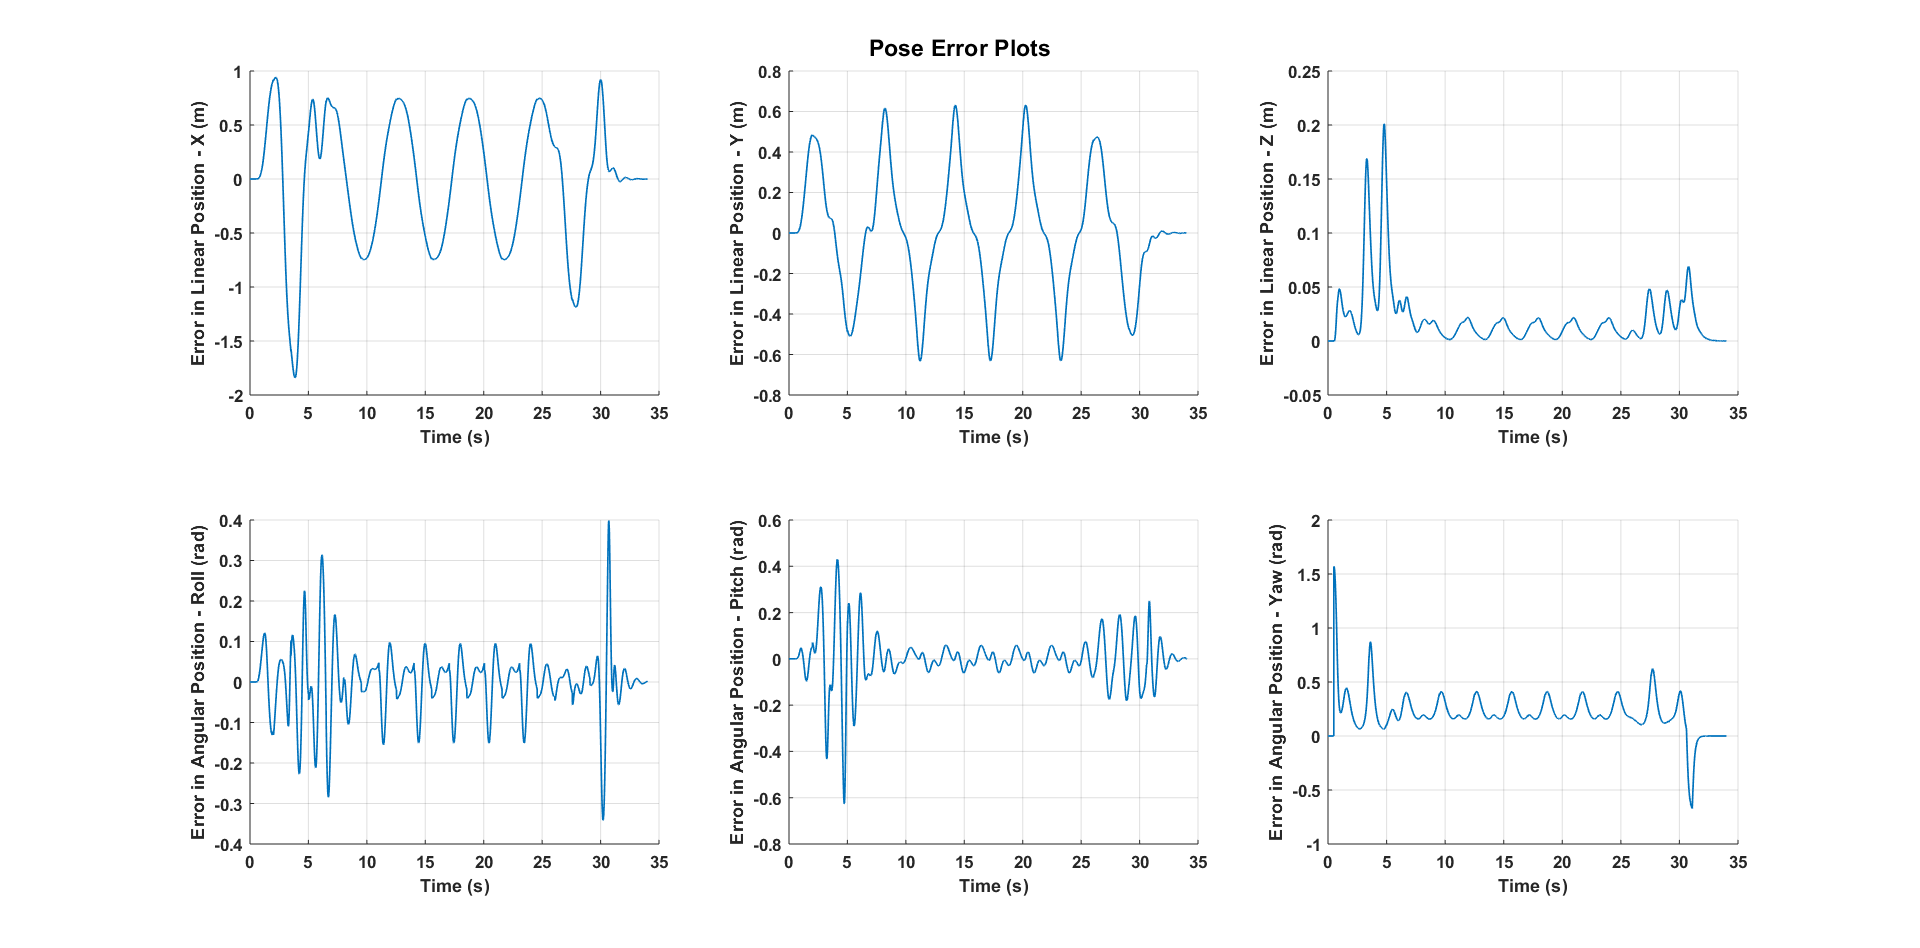 Pose Error Plots
Error in Linear Position - X (m)
1
0.5
0
-0.5
-1
-1.5
-2
0 5 10 15 20 25 30 35
Time (s)
Error in Linear Position - Y (m)
0.8
0.6
0.4
0.2
0
-0.2
-0.4
-0.6
-0.8
0 5 10 15 20 25 30 35
Time (s)
Error in Linear Position - Z (m)
0.25
0.2
0.15
0.1
0.05
0
-0.05
0 5 10 15 20 25 30 35
Time (s)
Error in Angular Position - Roll (rad)
0.4
0.3
0.2
0.1
0
-0.1
-0.2
-0.3
-0.4
0 5 10 15 20 25 30 35
Time (s)
Error in Angular Position - Pitch (rad)
0.6
0.4
0.2
0
-0.2
-0.4
-0.6
-0.8
0 5 10 15 20 25 30 35
Time (s)
Error in Angular Position - Yaw (rad)
2
1.5
1
0.5
0
-0.5
-1
0 5 10 15 20 25 30 35
Time (s)